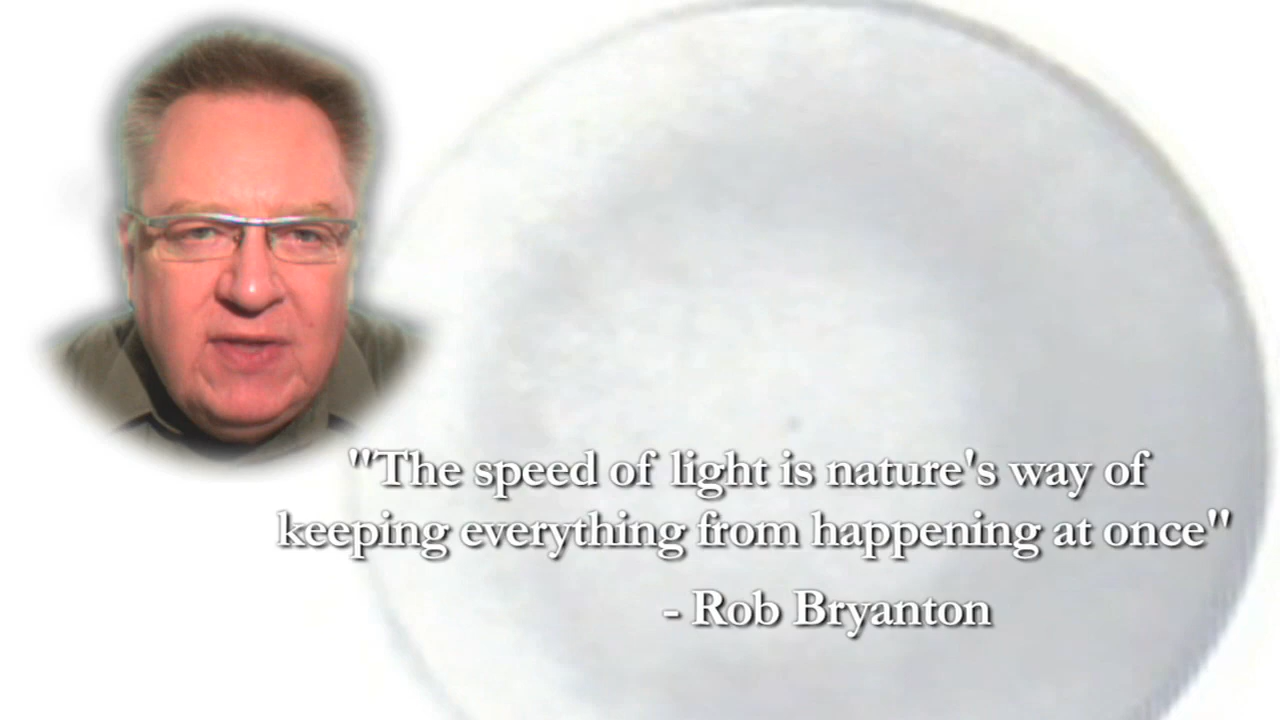 "The speed of light is nature's way of
keeping everything from happening at once"
- Rob Bryanton